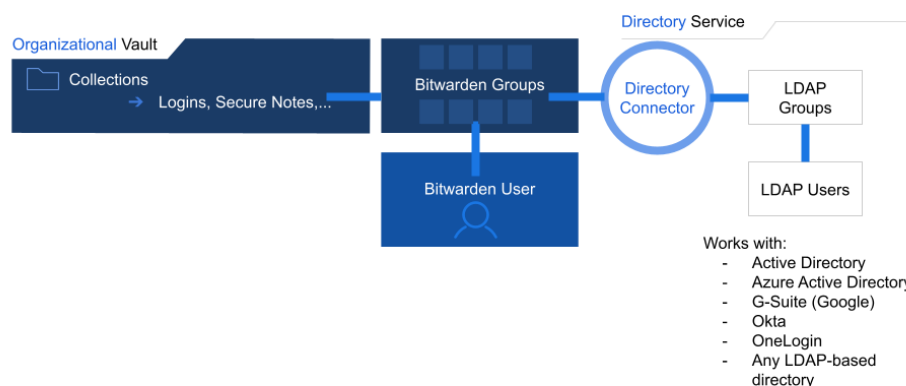 Organizational Vault
Collections
Logins, Secure Notes,...
Bitwarden Groups
Bitwarden User
Directory Service
Directory
Connector
LDAP
Groups
LDAP Users
Works with:
- Active Directory
- Azure Active Directory
- G-Suite (Google)
- Okta
- OneLogin
- Any LDAP-based
directory